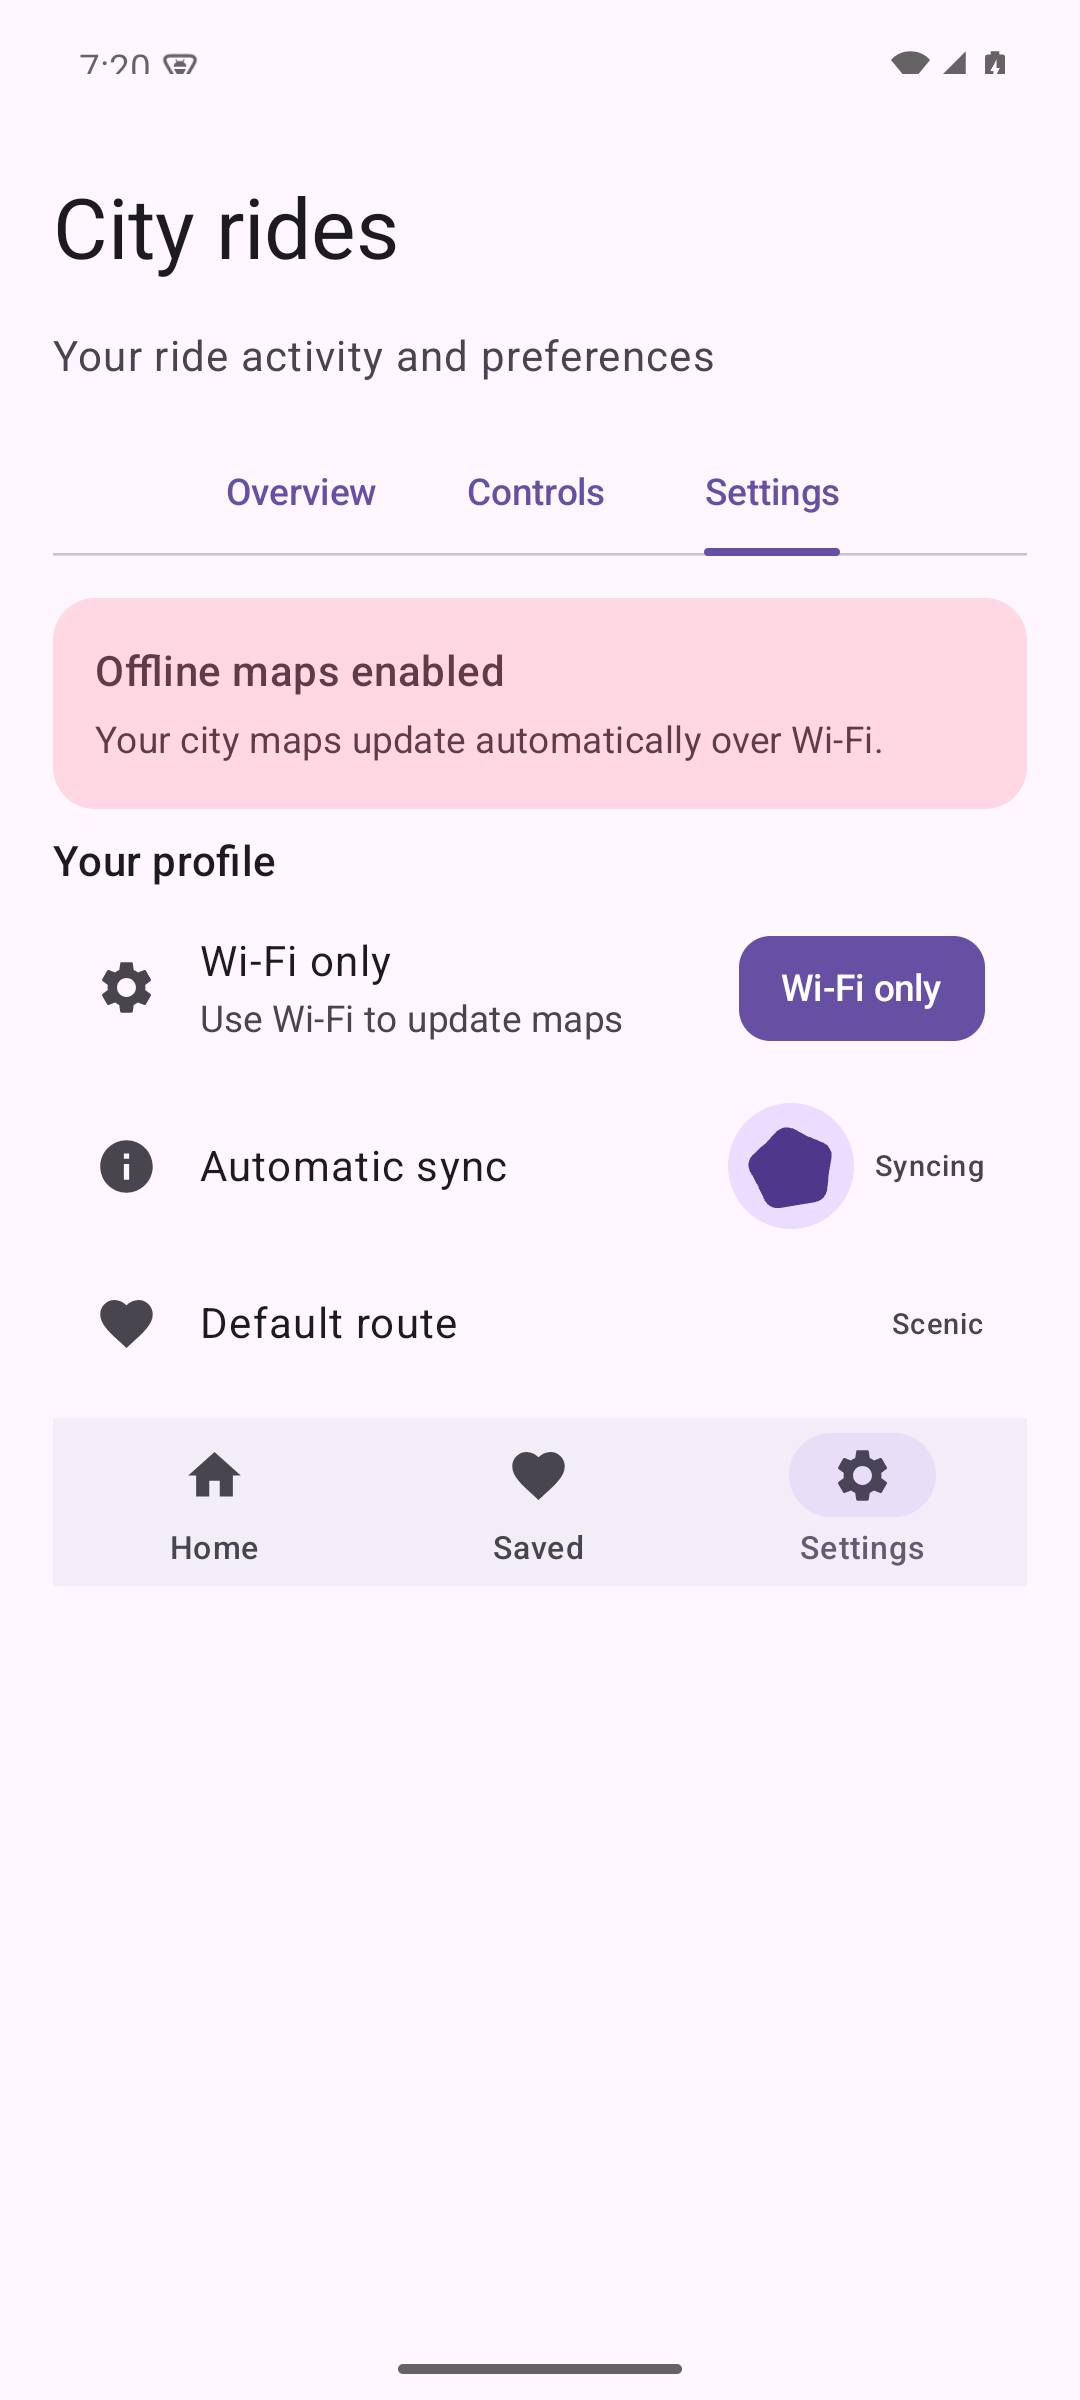 7:20
City rides
Your ride activity and preferences
Overview Controls Settings
Offline maps enabled
Your city maps update automatically over Wi-Fi.
Your profile
Wi-Fi only
Use Wi-Fi to update maps
Wi-Fi only
Automatic sync
Syncing
Default route
Scenic
Home Saved Settings